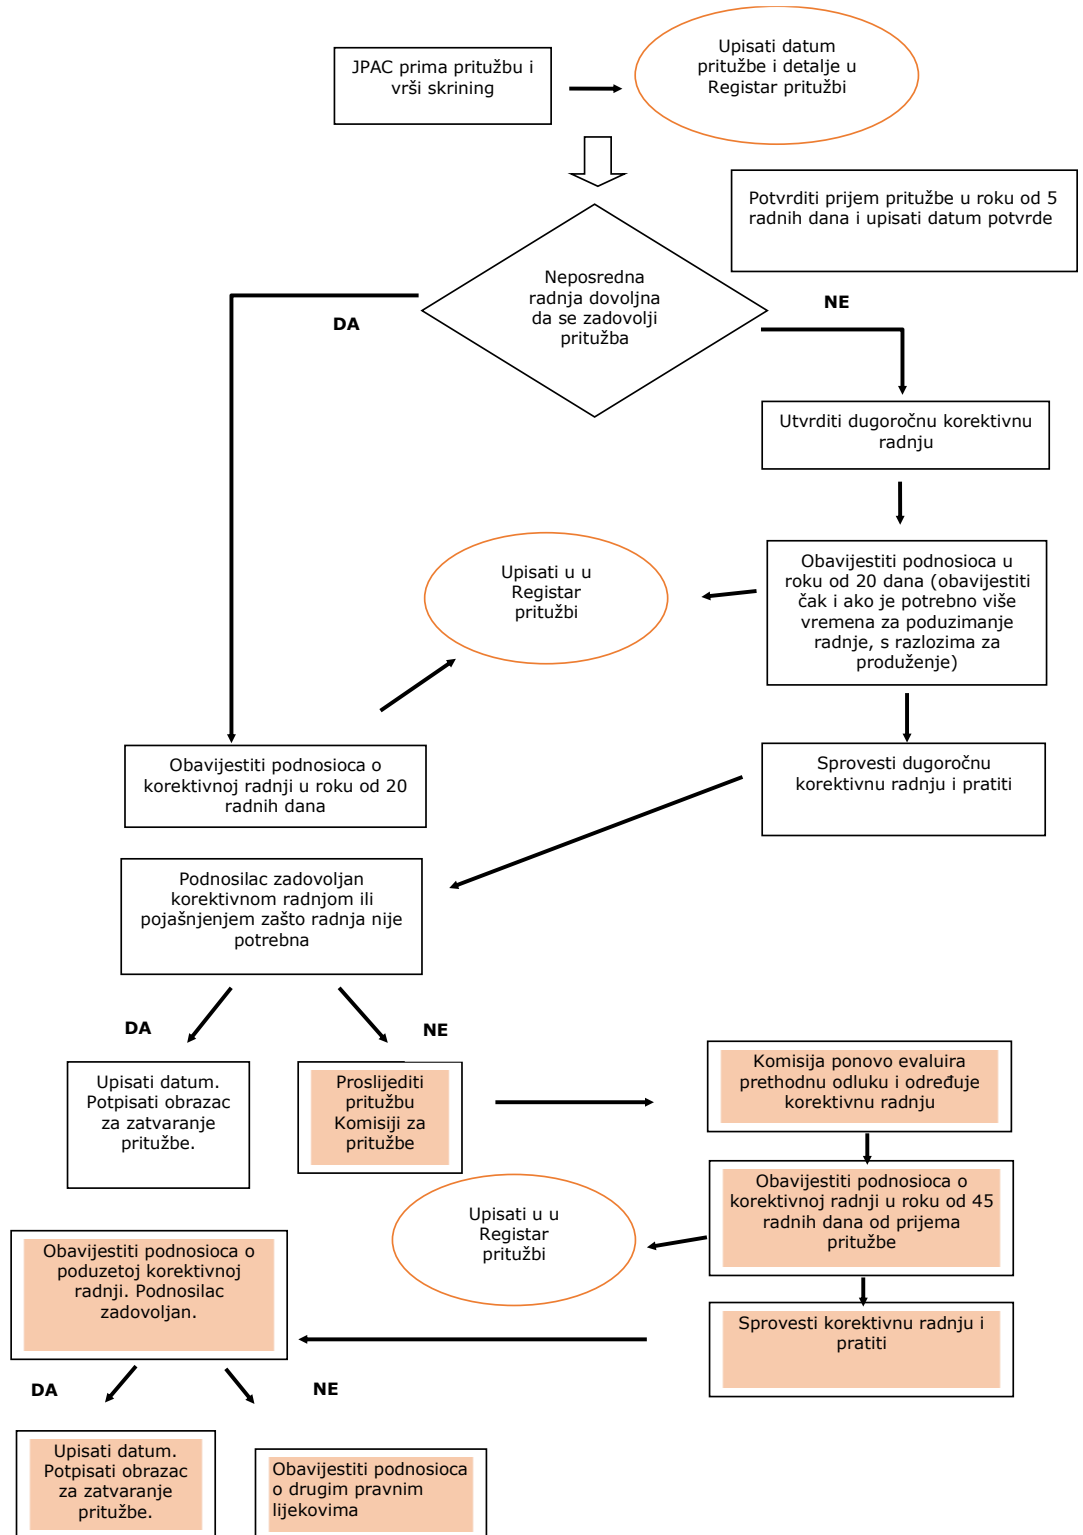 JPAC prima pritužbu i
vrši skrining
Upisati datum
pritužbe i detalje u
Registar pritužbi
Potvrditi prijem pritužbe u roku od 5
radnih dana i upisati datum potvrde
Neposredna
radnja dovoljna
da se zadovolji
pritužba
DA
NE
Utvrditi dugoročnu korektivnu
radnju
Obavijestiti podnosioca u
roku od 20 dana (obavijestiti
čak i ako je potrebno više
vremena za poduzimanje
radnje, s razlozima za
produženje)
Upisati u u
Registar
pritužbi
Sprovesti dugoročnu
korektivnu radnju i pratiti
Obavijestiti podnosioca o
korektivnoj radnji u roku od 20
radnih dana
Podnosilac zadovoljan
korektivnom radnjom ili
pojašnjenjem zašto radnja nije
potrebna
DA
NE
Upisati datum.
Potpisati obrazac
za zatvaranje
pritužbe.
Proslijediti
pritužbu
Komisiji za
pritužbe
Komisija ponovo evaluira
prethodnu odluku i određuje
korektivnu radnju
Obavijestiti podnosioca o
korektivnoj radnji u roku od 45
radnih dana od prijema
pritužbe
Upisati u u
Registar
pritužbi
Sprovesti korektivnu radnju i
pratiti
Obavijestiti podnosioca o
poduzetoj korektivnoj
radnji. Podnosilac
zadovoljan.
DA
NE
Upisati datum.
Potpisati obrazac
za zatvaranje
pritužbe.
Obavijestiti podnosioca
o drugim pravnim
lijekovima